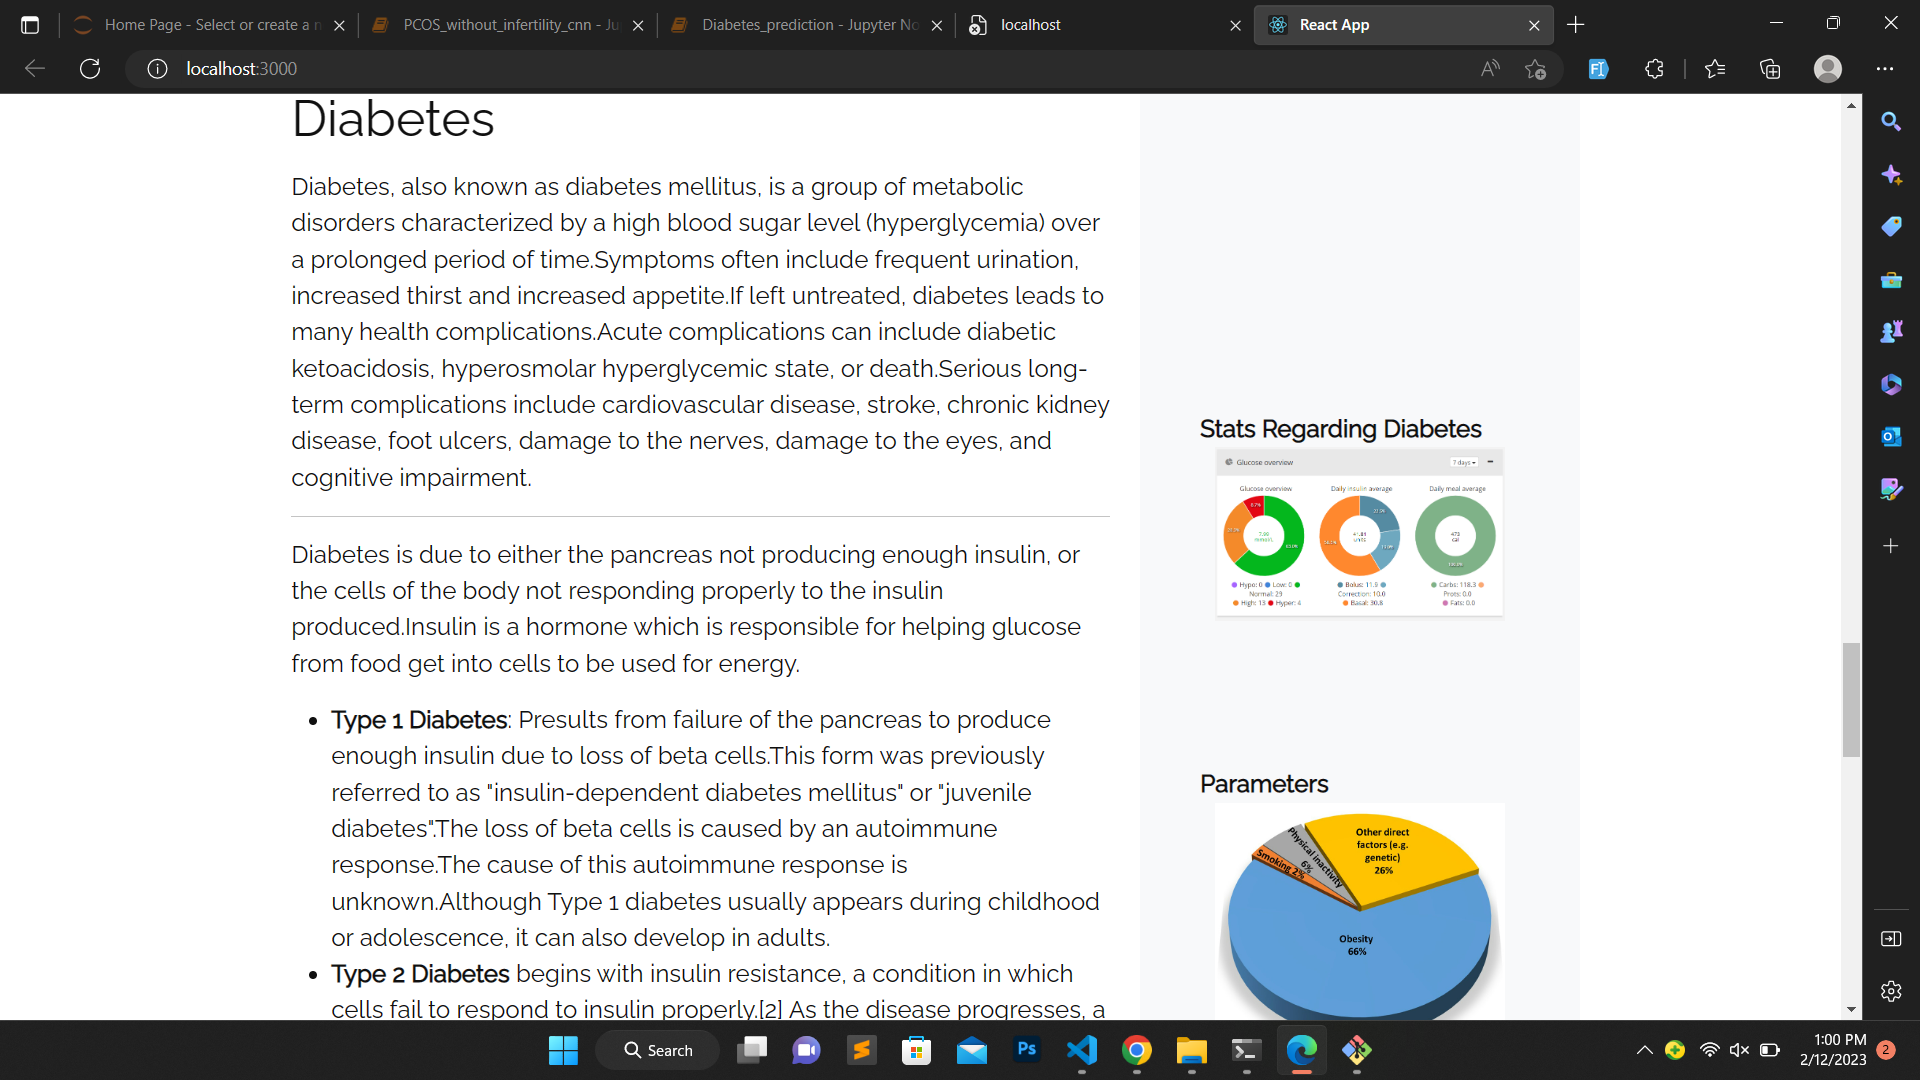 Home Page - Select or create a n
PCOS_without_infertility_cnn - Ju
Diabetes_prediction - Jupyter No
localhost
React App
localhost:3000
Diabetes
Diabetes, also known as diabetes mellitus, is a group of metabolic
disorders characterized by a high blood sugar level (hyperglycemia) over
a prolonged period of time.Symptoms often include frequent urination,
increased thirst and increased appetite.If left untreated, diabetes leads to
many health complications.Acute complications can include diabetic
ketoacidosis, hyperosmolar hyperglycemic state, or death.Serious long-
term complications include cardiovascular disease, stroke, chronic kidney
disease, foot ulcers, damage to the nerves, damage to the eyes, and
cognitive impairment.
Diabetes is due to either the pancreas not producing enough insulin, or
the cells of the body not responding properly to the insulin
produced.Insulin is a hormone which is responsible for helping glucose
from food get into cells to be used for energy.
Type 1 Diabetes: Presults from failure of the pancreas to produce
enough insulin due to loss of beta cells.This form was previously
referred to as "insulin-dependent diabetes mellitus" or "juvenile
diabetes".The loss of beta cells is caused by an autoimmune
response.The cause of this autoimmune response is
unknown.Although Type 1 diabetes usually appears during childhood
or adolescence, it can also develop in adults.
Type 2 Diabetes begins with insulin resistance, a condition in which
cells fail to respond to insulin properly.[2] As the disease progresses, a
Stats Regarding Diabetes
Glucose overview
7 days
Glucose overview
Daily insulin average
Daily meal average
Hypo: 0 Low: 0
Normal: 29
High: 13 Hyper: 4
Bolus: 11.9
Correction: 10.0
Basal: 30.8
Carbs: 118.3
Prots: 0.0
Fats: 0.0
Parameters
Other direct
factors (e.g.
genetic)
26%
Physical inactivity
6%
Smoking 2%
Obesity
66%
Search
Ps
1:00 PM
2/12/2023
2